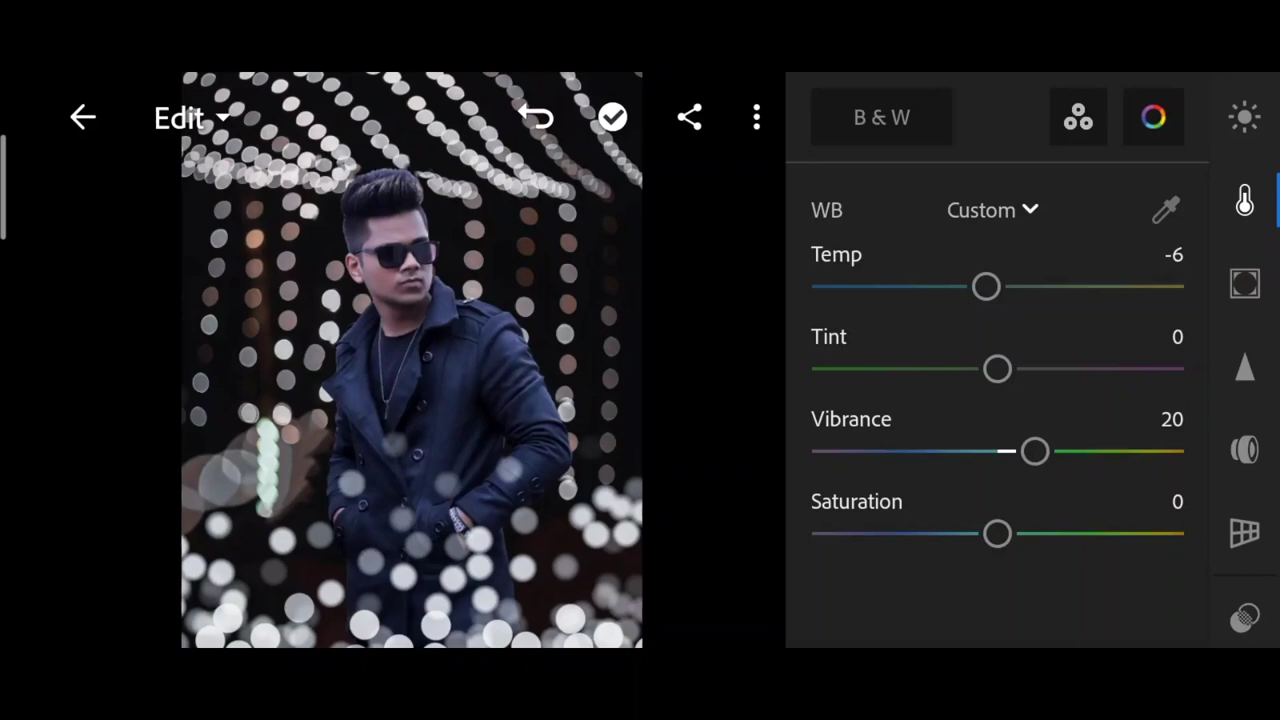 Edit
B & W
WB Custom
Temp -6
Tint 0
Vibrance 20
Saturation 0